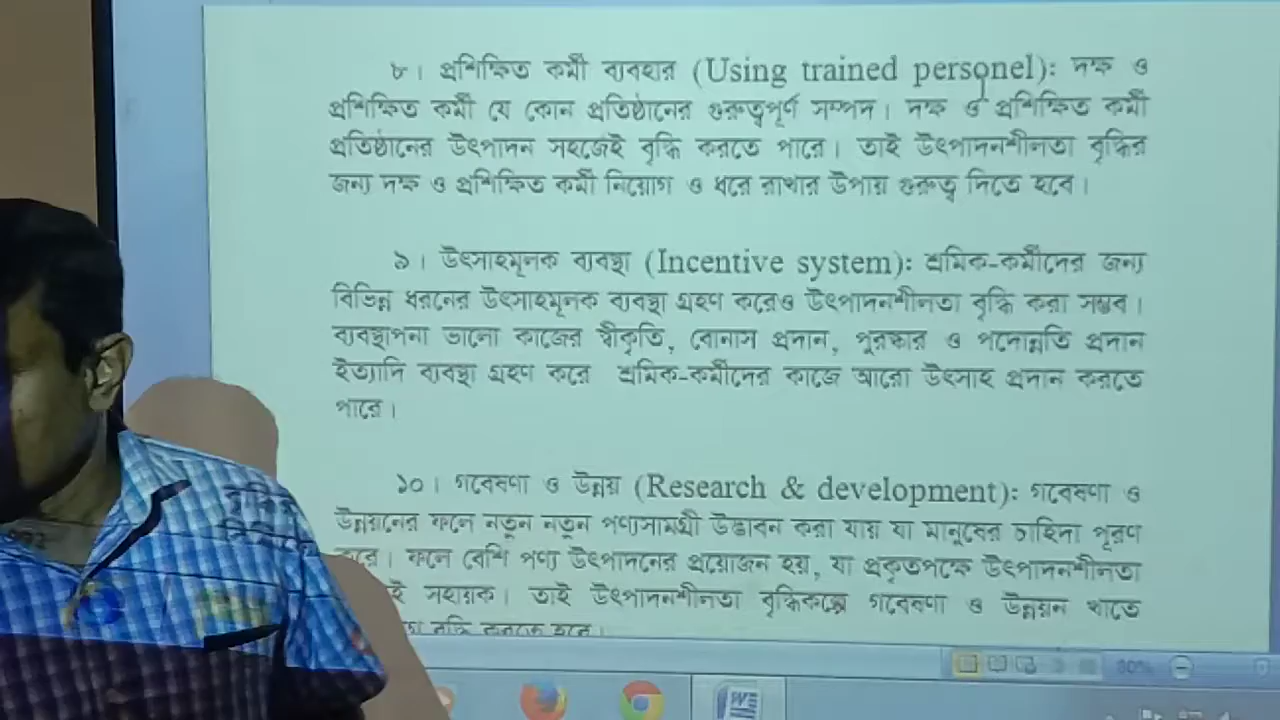 ৮। প্রশিক্ষিত কর্মী ব্যবহার (Using trained personel): দক্ষ ও
প্রশিক্ষিত কর্মী যে কোন প্রতিষ্ঠানের গুরুত্বপূর্ণ সম্পদ। দক্ষ ও প্রশিক্ষিত কর্মী
প্রতিষ্ঠানের উৎপাদন সহজেই বৃদ্ধি করতে পারে। তাই উৎপাদনশীলতা বৃদ্ধির
জন্য দক্ষ ও প্রশিক্ষিত কর্মী নিয়োগ ও ধরে রাখার উপায় গুরুত্ব দিতে হবে।
৯। উৎসাহমূলক ব্যবস্থা (Incentive system): শ্রমিক-কর্মীদের জন্য
বিভিন্ন ধরনের উৎসাহমূলক ব্যবস্থা গ্রহণ করেও উৎপাদনশীলতা বৃদ্ধি করা সম্ভব।
ব্যবস্থাপনা ভালো কাজের স্বীকৃতি, বোনাস প্রদান, পুরস্কার ও পদোন্নতি প্রদান
ইত্যাদি ব্যবস্থা গ্রহণ করে শ্রমিক-কর্মীদের কাজে আরো উৎসাহ প্রদান করতে
পারে।
১০। গবেষণা ও উন্নয় (Research & development): গবেষণা ও
উন্নয়নের ফলে নতুন নতুন পণ্যসামগ্রী উদ্ভাবন করা যায় যা মানুষের চাহিদা পূরণ
করে। ফলে বেশি পণ্য উৎপাদনের প্রয়োজন হয়, যা প্রকৃতপক্ষে উৎপাদনশীলতা
সহায়ক। তাই উৎপাদনশীলতা বৃদ্ধিকল্পে গবেষণা ও উন্নয়ন খাতে
বৃদ্ধি করতে হবে।
80%